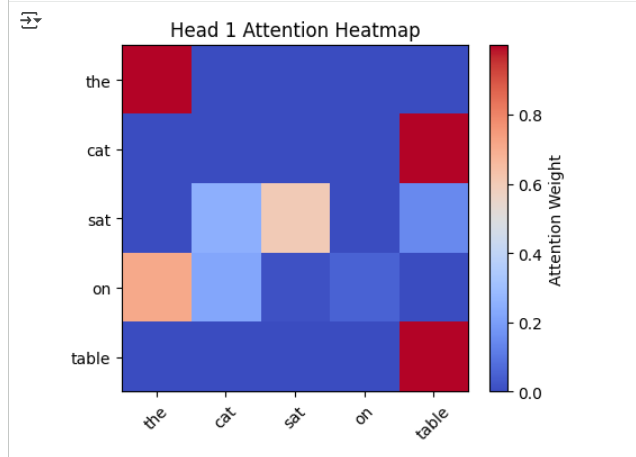 Head 1 Attention Heatmap
the
cat
sat
on
table
the
cat
sat
on
table
0.8
0.6
0.4
0.2
0.0
Attention Weight